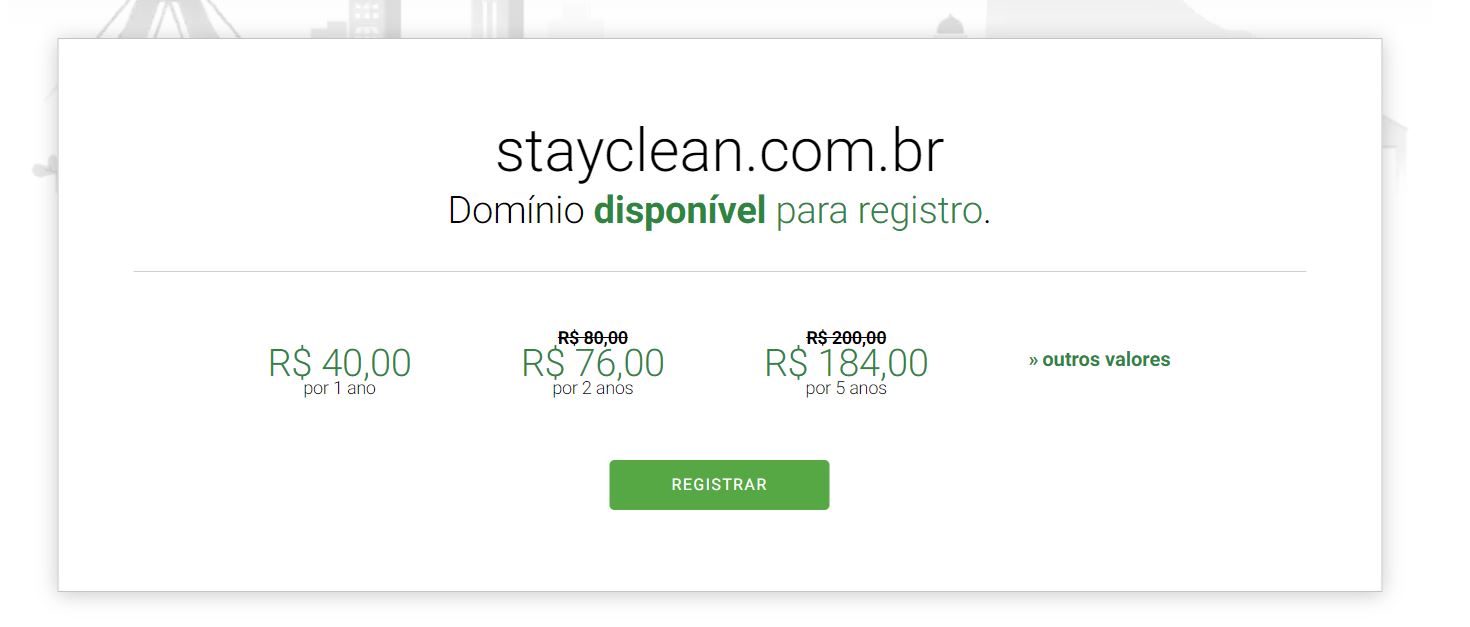 stayclean.com.br
Domínio disponível para registro.
R$ 40,00
por 1 ano
R$ 80,00
R$ 76,00
por 2 anos
R$ 200,00
R$ 184,00
por 5 anos
» outros valores
REGISTRAR